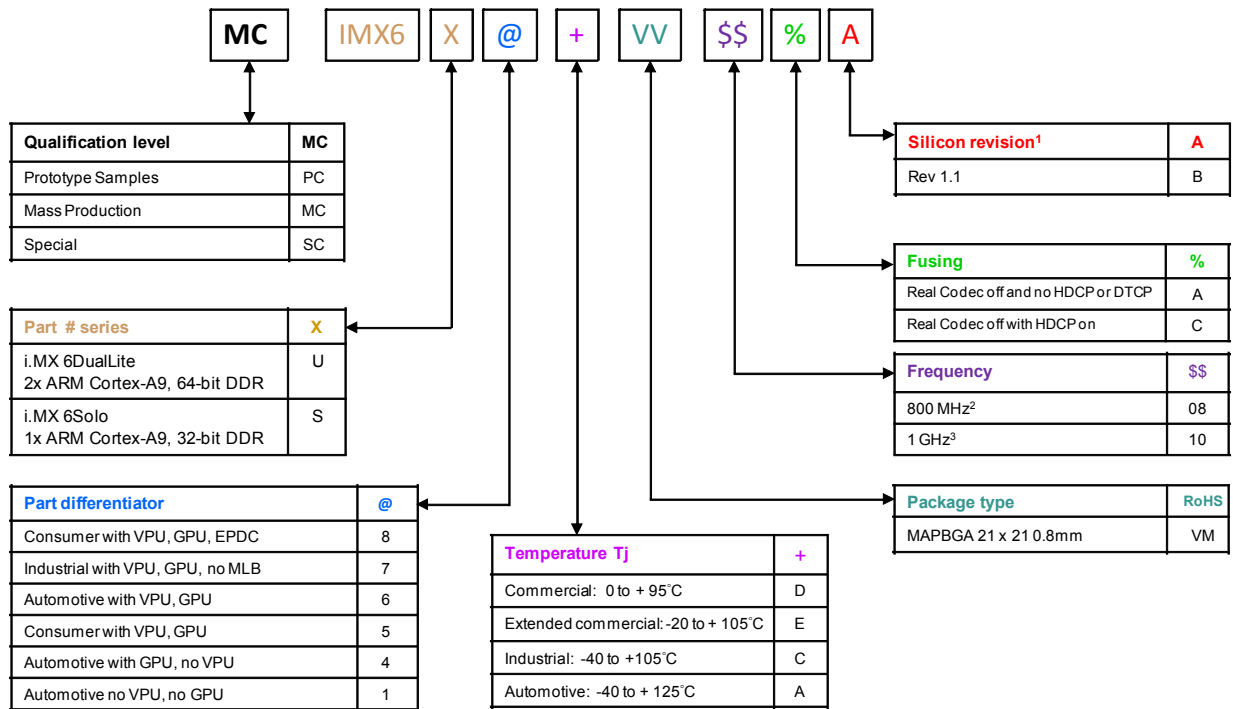 MC IMX6 X @ + VV $$ % A
Qualification level MC
Prototype Samples PC
Mass Production MC
Special SC
Part # series X
i.MX 6DualLite U
2x ARM Cortex-A9, 64-bit DDR
i.MX 6Solo S
1x ARM Cortex-A9, 32-bit DDR
Part differentiator @
Consumer with VPU, GPU, EPDC 8
Industrial with VPU, GPU, no MLB 7
Automotive with VPU, GPU 6
Consumer with VPU, GPU 5
Automotive with GPU, no VPU 4
Automotive no VPU, no GPU 1
Temperature Tj +
Commercial: 0 to + 95°C D
Extended commercial: -20 to + 105°C E
Industrial: -40 to +105°C C
Automotive: -40 to + 125°C A
Silicon revision¹ A
Rev 1.1 B
Fusing %
Real Codec off and no HDCP or DTCP A
Real Codec off with HDCP on C
Frequency $$
800 MHz² 08
1 GHz³ 10
Package type RoHS
MAPBGA 21 x 21 0.8mm VM